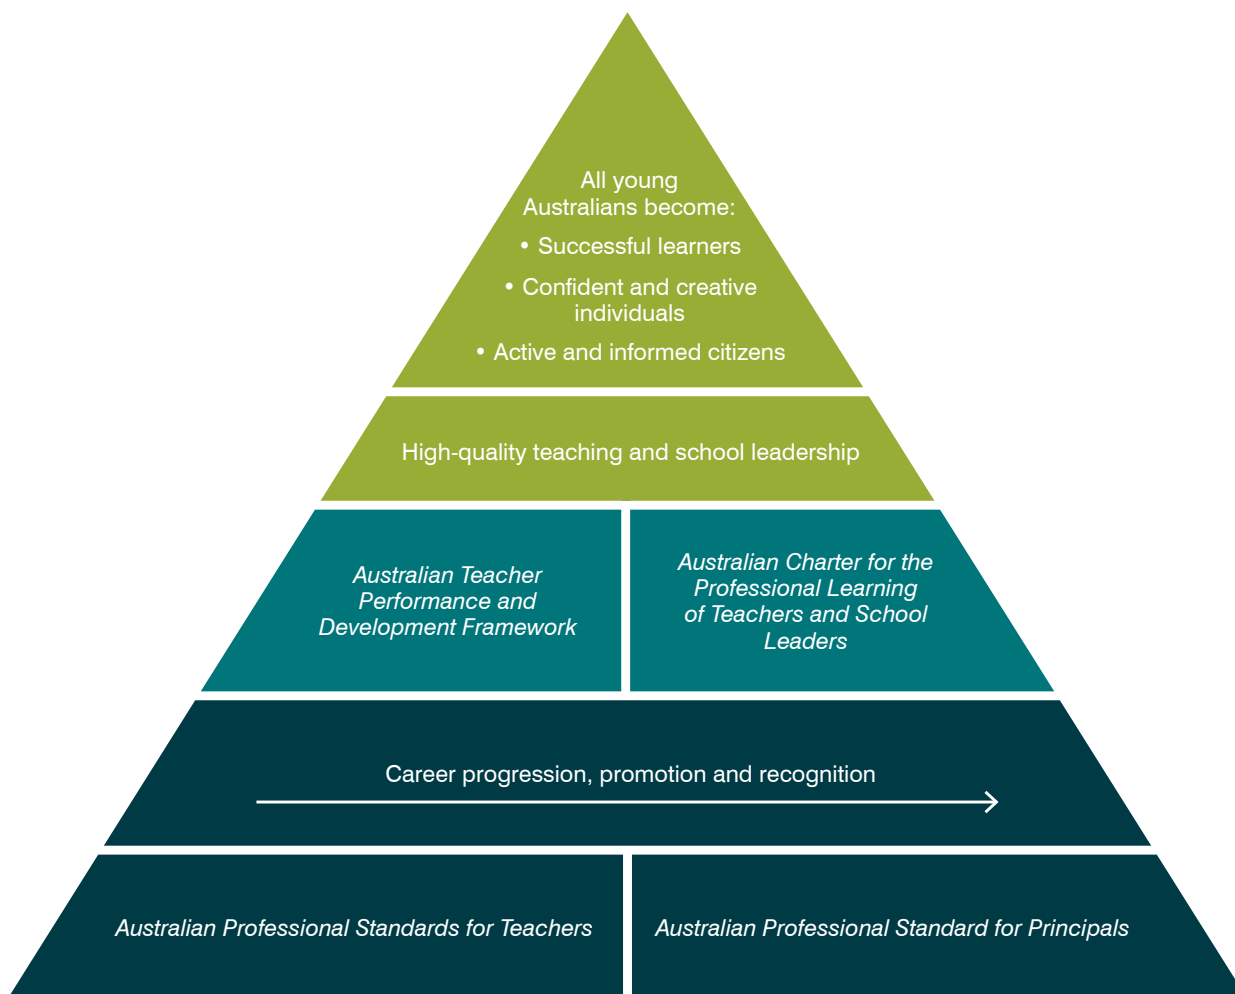 All young
Australians become:
• Successful learners
• Confident and creative
individuals
• Active and informed citizens
High-quality teaching and school leadership
Australian Teacher
Performance and
Development Framework
Australian Charter for the
Professional Learning
of Teachers and School
Leaders
Career progression, promotion and recognition
Australian Professional Standards for Teachers
Australian Professional Standard for Principals